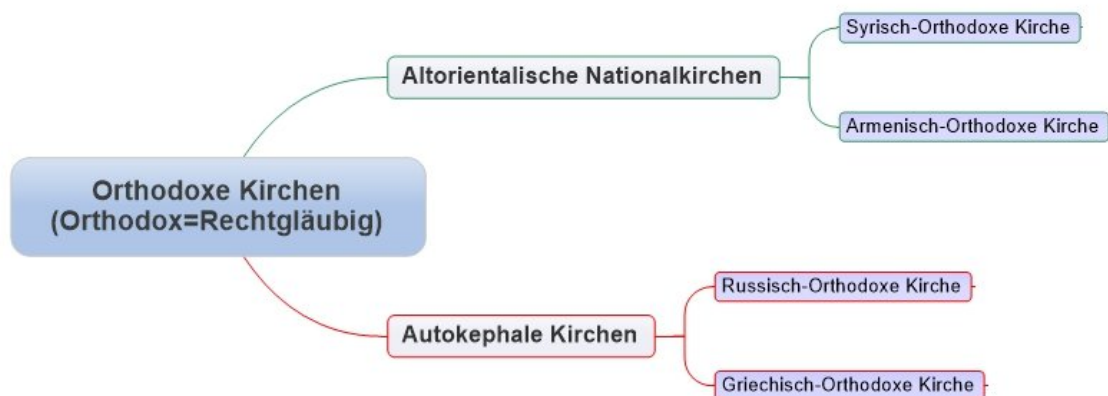 Syrisch-Orthodoxe Kirche
Altorientalische Nationalkirchen
Armenisch-Orthodoxe Kirche
Orthodoxe Kirchen
(Orthodox=Rechtgläubig)
Russisch-Orthodoxe Kirche
Autokephale Kirchen
Griechisch-Orthodoxe Kirche